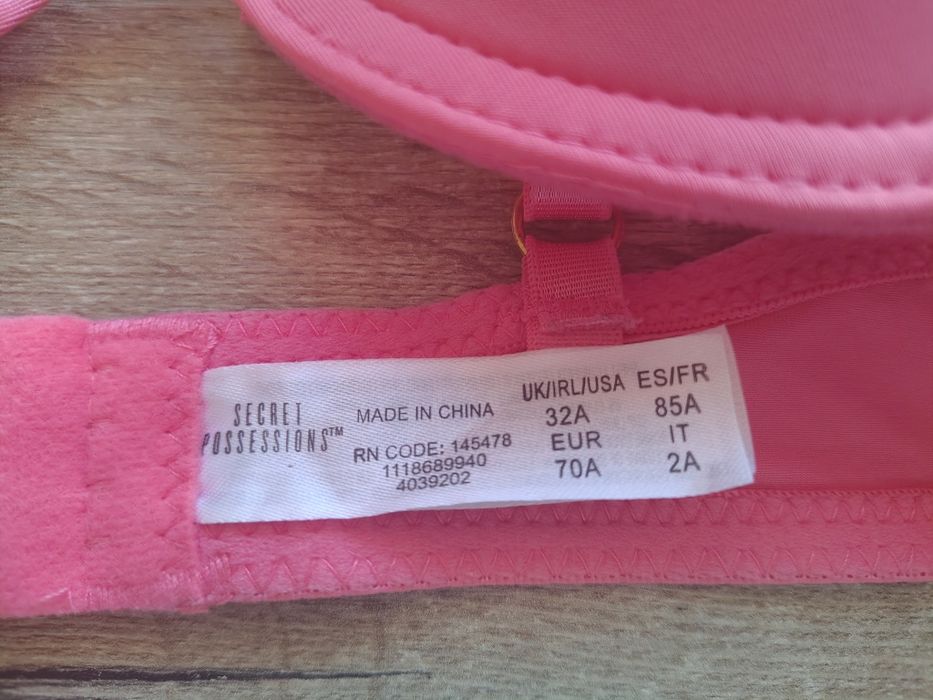 SECRET
POSSESSIONS™
MADE IN CHINA
RN CODE: 145478
1118689940
4039202
UK/IRL/USA ES/FR
32A 85A
EUR IT
70A 2A